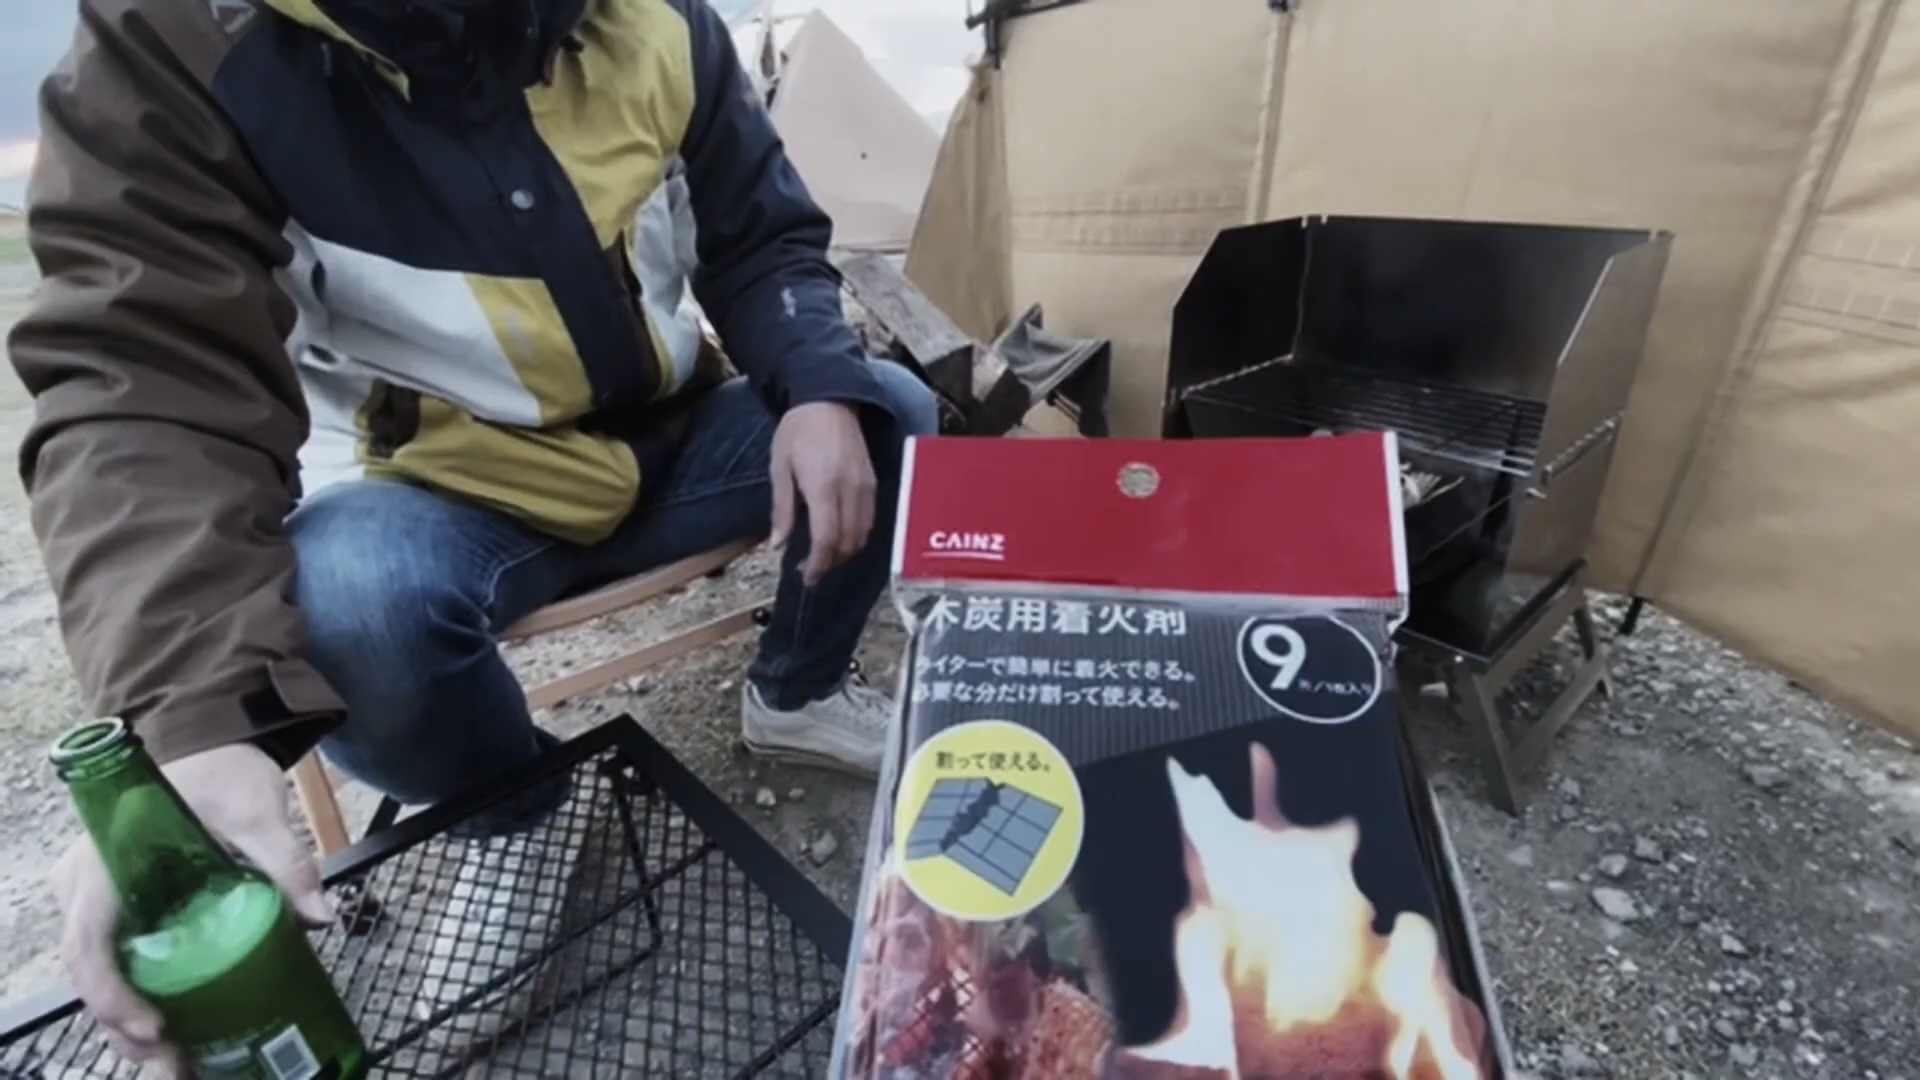 CAINZ
木炭用着火剤
ライターで簡単に着火できる。
必要な分だけ割って使える。
9
割って使える。